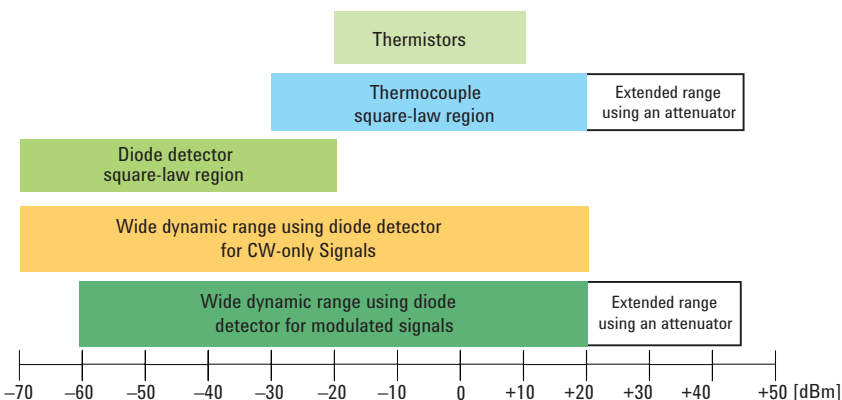 Thermistors
Thermocouple
square-law region
Extended range
using an attenuator
Diode detector
square-law region
Wide dynamic range using diode detector
for CW-only Signals
Wide dynamic range using diode
detector for modulated signals
Extended range
using an attenuator
–70 –60 –50 –40 –30 –20 –10 0 +10 +20 +30 +40 +50 [dBm]